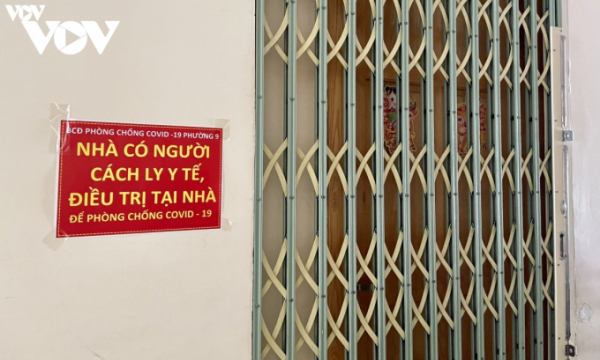 VOV
VOV
BCĐ PHÒNG CHỐNG COVID -19 PHƯỜNG 9
NHÀ CÓ NGƯỜI
CÁCH LY Y TẾ,
ĐIỀU TRỊ TẠI NHÀ
ĐỂ PHÒNG CHỐNG COVID - 19